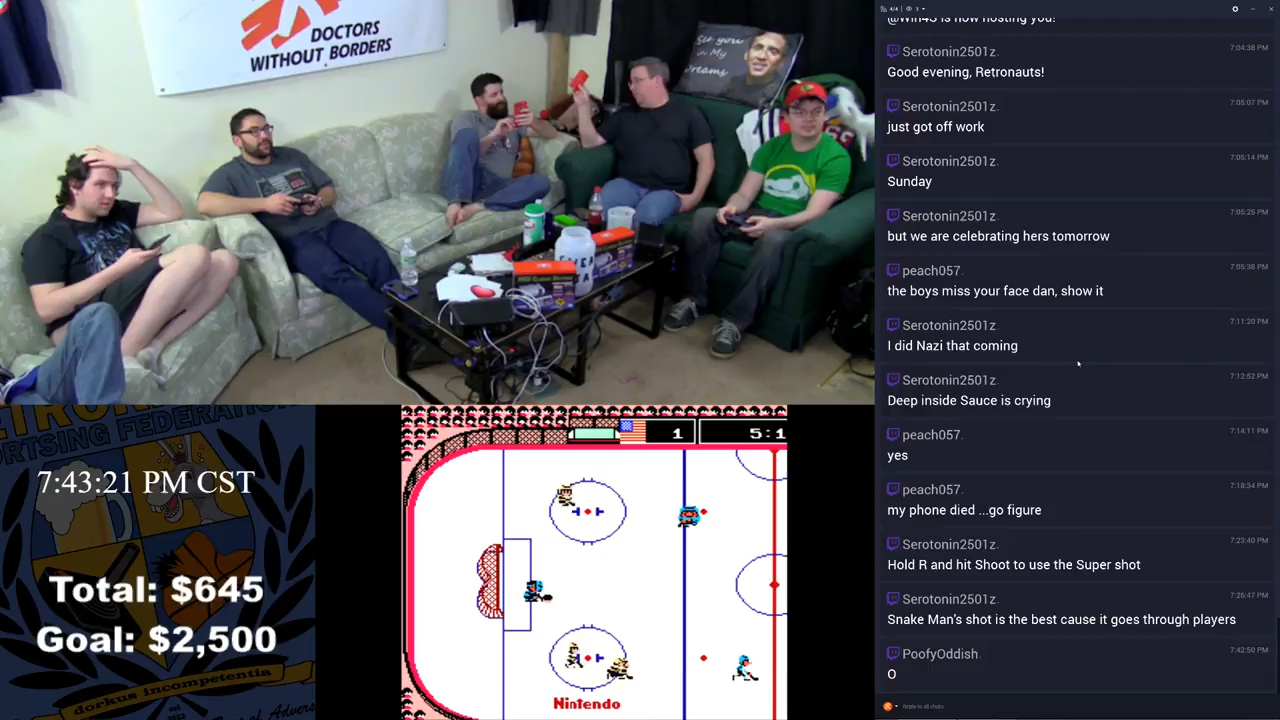 DOCTORS
WITHOUT BORDERS
See you
in My
Dreams
4/4
3
@Win4S is now hosting you!
Serotonin2501z.
7:04:38 PM
Good evening, Retronauts!
Serotonin2501z.
7:05:07 PM
just got off work
Serotonin2501z.
7:05:14 PM
Sunday
Serotonin2501z.
7:05:25 PM
but we are celebrating hers tomorrow
peach057.
7:05:38 PM
the boys miss your face dan, show it
Serotonin2501z.
7:11:20 PM
I did Nazi that coming
Serotonin2501z.
7:12:52 PM
Deep inside Sauce is crying
peach057.
7:14:11 PM
yes
peach057.
7:18:34 PM
my phone died ...go figure
Serotonin2501z.
7:23:40 PM
Hold R and hit Shoot to use the Super shot
Serotonin2501z.
7:26:47 PM
Snake Man's shot is the best cause it goes through players
PoofyOddish.
7:42:50 PM
O
Reply to all chats
7:43:21 PM CST
Total: $645
Goal: $2,500
dorkus incompetentia
1
5:1
Nintendo